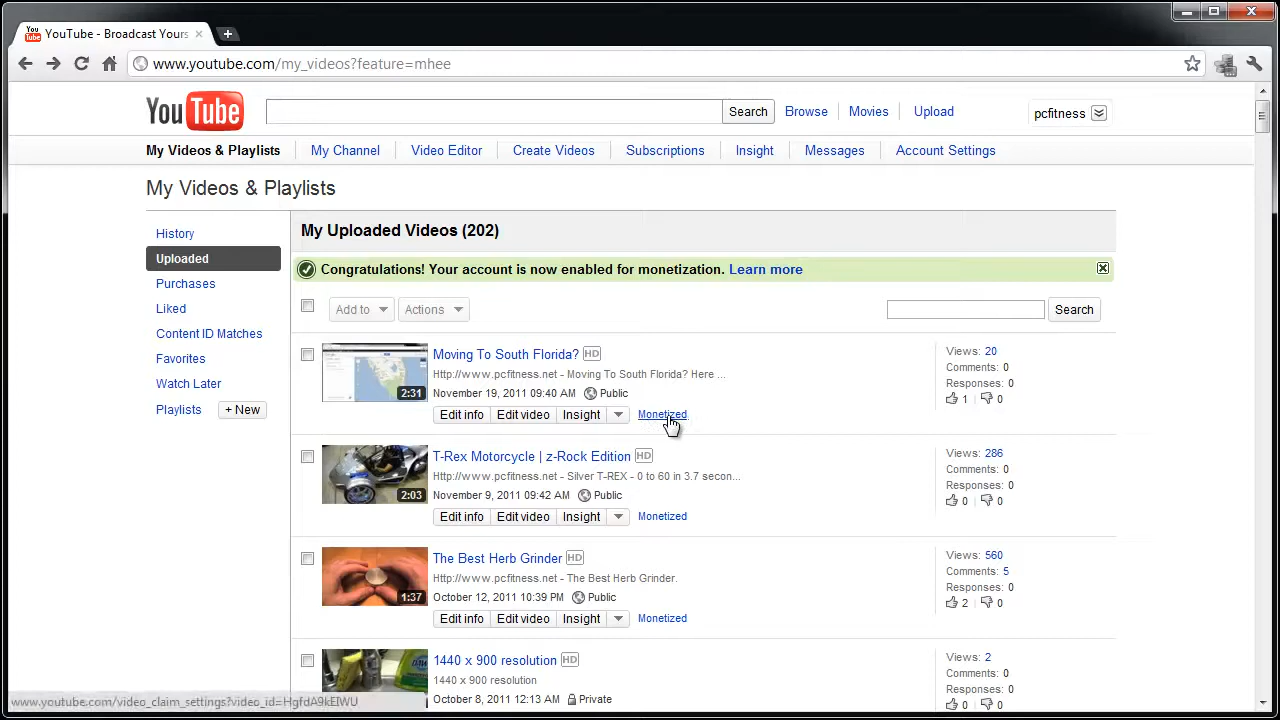 YouTube - Broadcast Yours
www.youtube.com/my_videos?feature=mhee
YouTube
Search
Browse
Movies
Upload
pcfitness
My Videos & Playlists
My Channel
Video Editor
Create Videos
Subscriptions
Insight
Messages
Account Settings
My Videos & Playlists
History
Uploaded
Purchases
Liked
Content ID Matches
Favorites
Watch Later
Playlists
+ New
My Uploaded Videos (202)
Congratulations! Your account is now enabled for monetization. Learn more
Add to
Actions
Search
2:31
Moving To South Florida? HD
Http://www.pcfitness.net - Moving To South Florida? Here ...
November 19, 2011 09:40 AM Public
Edit info
Edit video
Insight
Monetized
Views: 20
Comments: 0
Responses: 0
1 0
2:03
T-Rex Motorcycle | z-Rock Edition HD
Http://www.pcfitness.net - Silver T-REX - 0 to 60 in 3.7 secon...
November 9, 2011 09:42 AM Public
Edit info
Edit video
Insight
Monetized
Views: 286
Comments: 0
Responses: 0
0 0
1:37
The Best Herb Grinder HD
Http://www.pcfitness.net - The Best Herb Grinder.
October 12, 2011 10:39 PM Public
Edit info
Edit video
Insight
Monetized
Views: 560
Comments: 5
Responses: 0
2 0
1440 x 900 resolution HD
1440 x 900 resolution
October 8, 2011 12:13 AM Private
Views: 2
Comments: 0
Responses: 0
0 0
www.youtube.com/video_claim_settings?video_id=HgfdA9kEIWU